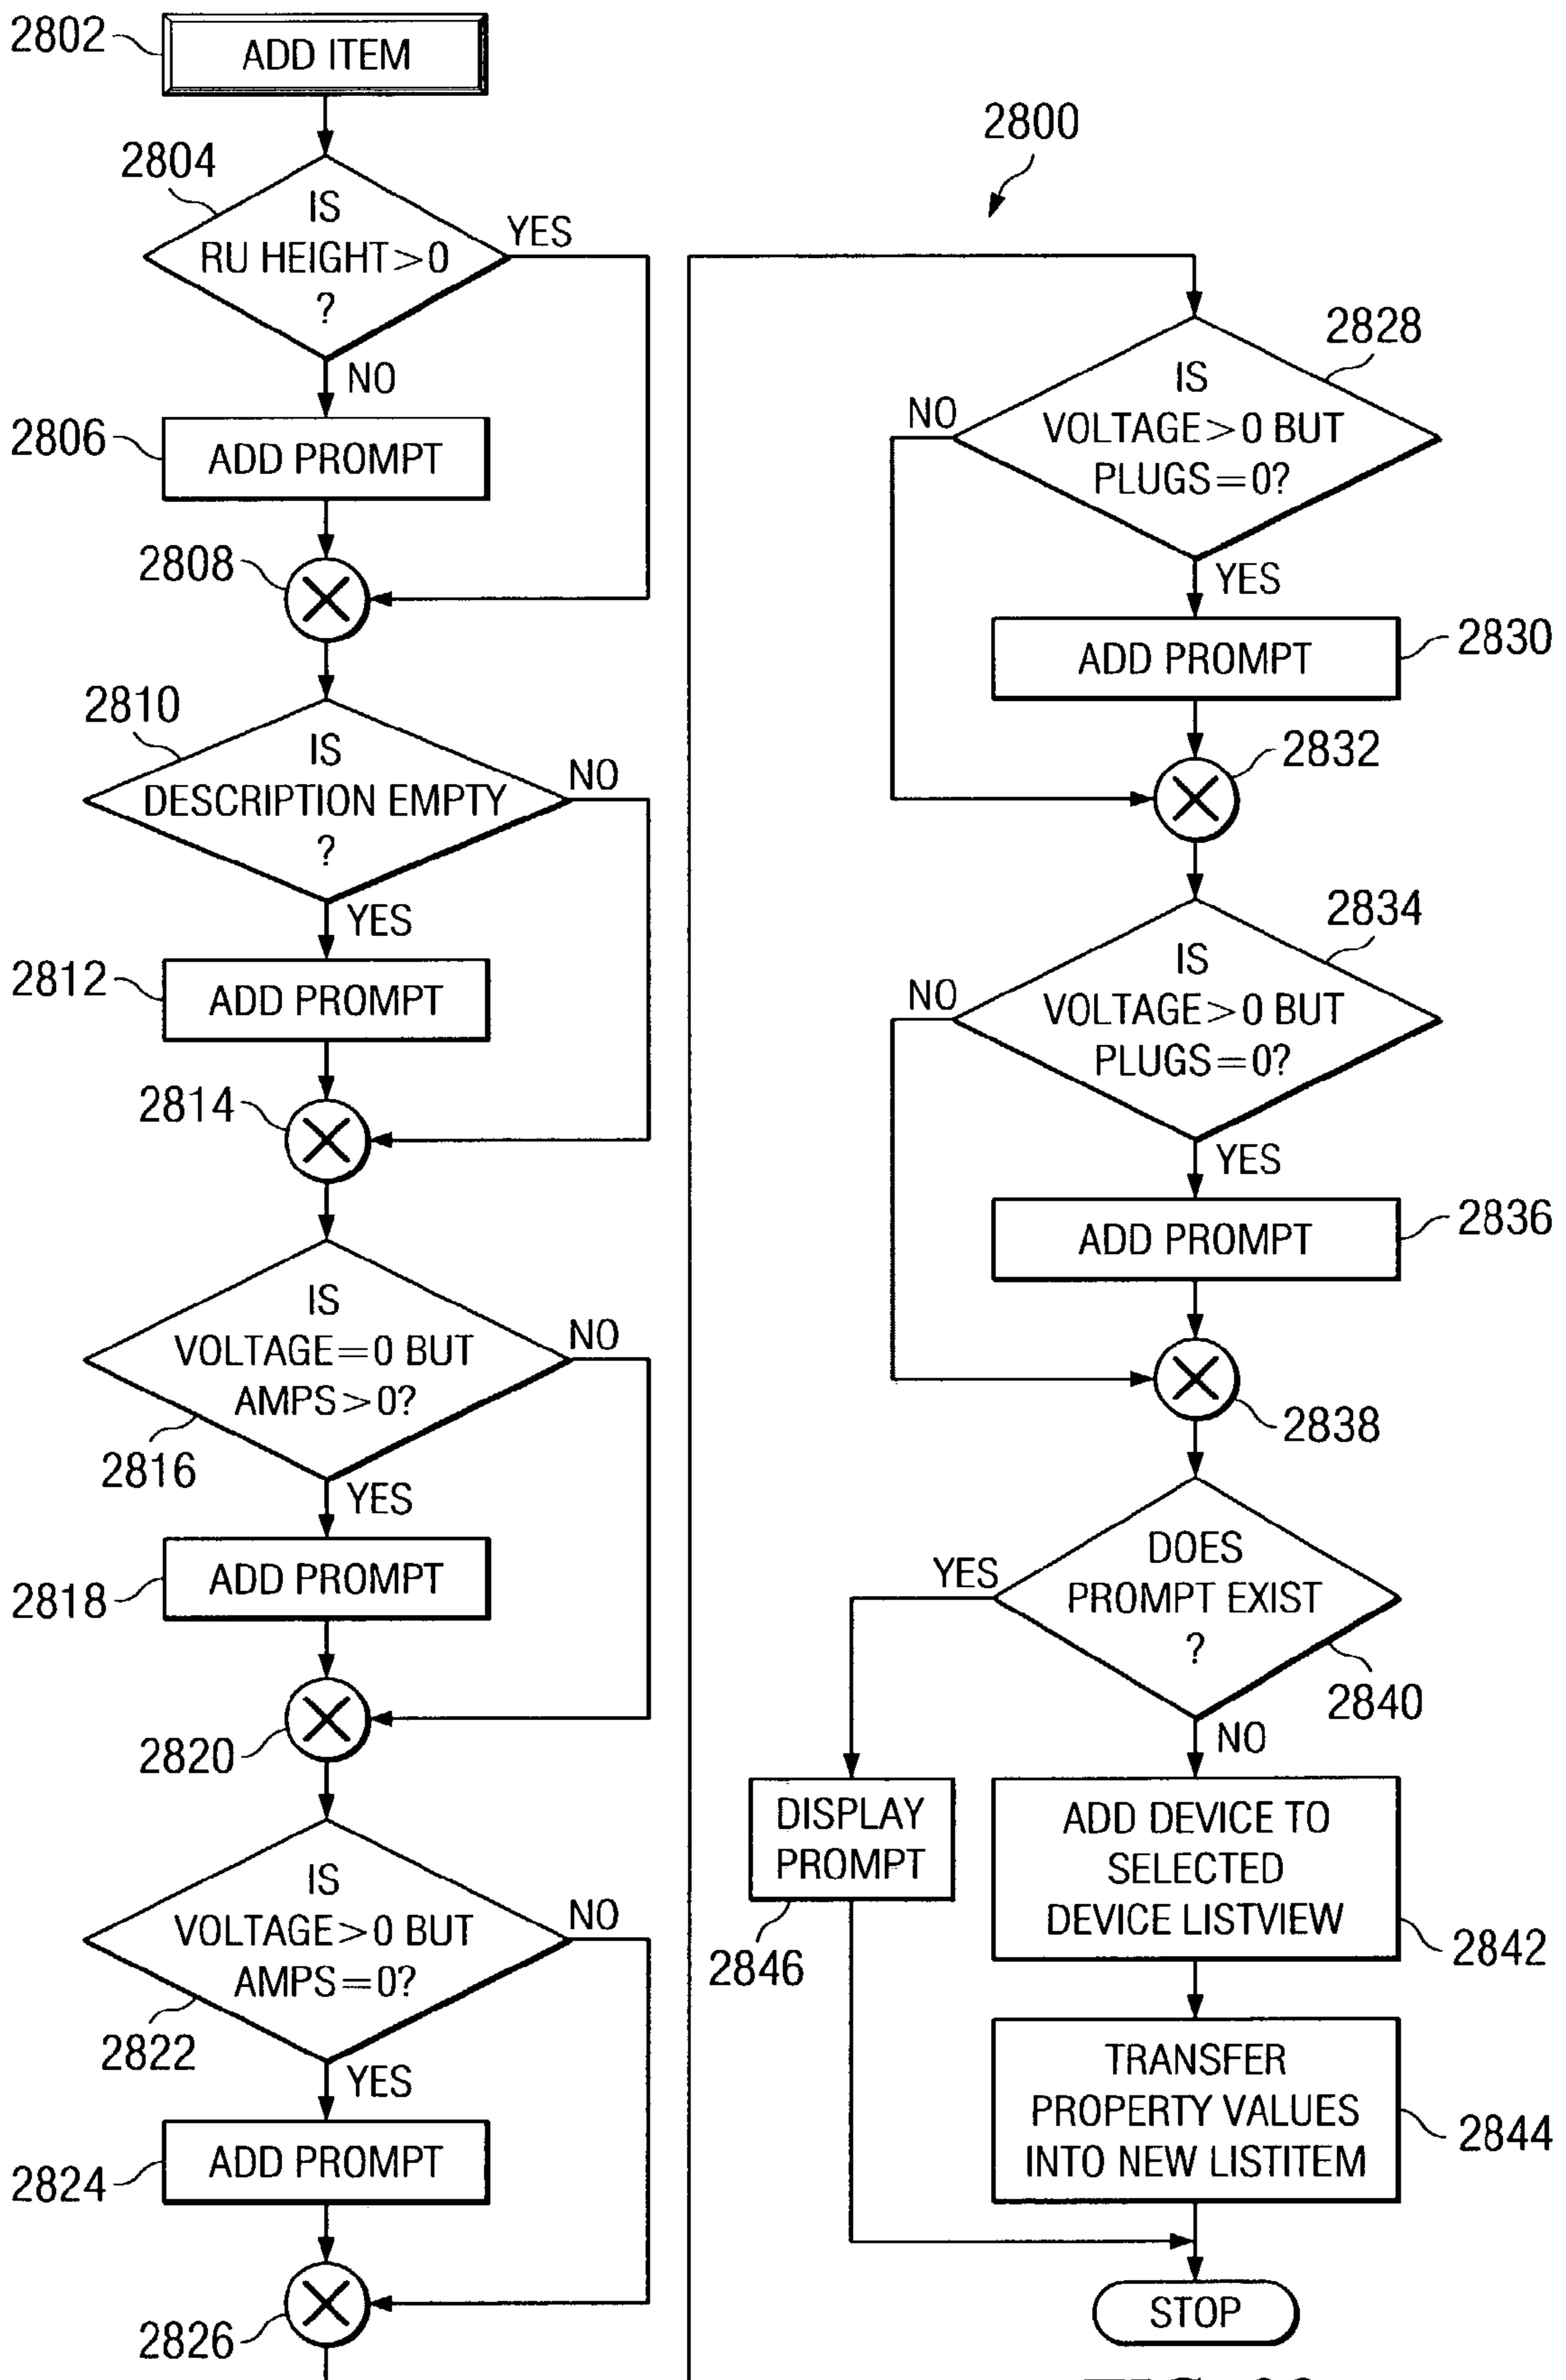 2802
ADD ITEM
2804
IS
RU HEIGHT>0
?
YES
NO
2806
ADD PROMPT
2808
2810
IS
DESCRIPTION EMPTY
?
NO
YES
2812
ADD PROMPT
2814
IS
VOLTAGE=0 BUT
AMPS>0?
NO
2816
YES
2818
ADD PROMPT
2820
IS
VOLTAGE>0 BUT
AMPS=0?
NO
2822
YES
2824
ADD PROMPT
2826
2800
2828
IS
VOLTAGE>0 BUT
PLUGS=0?
NO
YES
ADD PROMPT
2830
2832
2834
IS
VOLTAGE>0 BUT
PLUGS=0?
NO
YES
ADD PROMPT
2836
2838
DOES
PROMPT EXIST
?
YES
2840
NO
DISPLAY
PROMPT
2846
ADD DEVICE TO
SELECTED
DEVICE LISTVIEW
2842
TRANSFER
PROPERTY VALUES
INTO NEW LISTITEM
2844
STOP